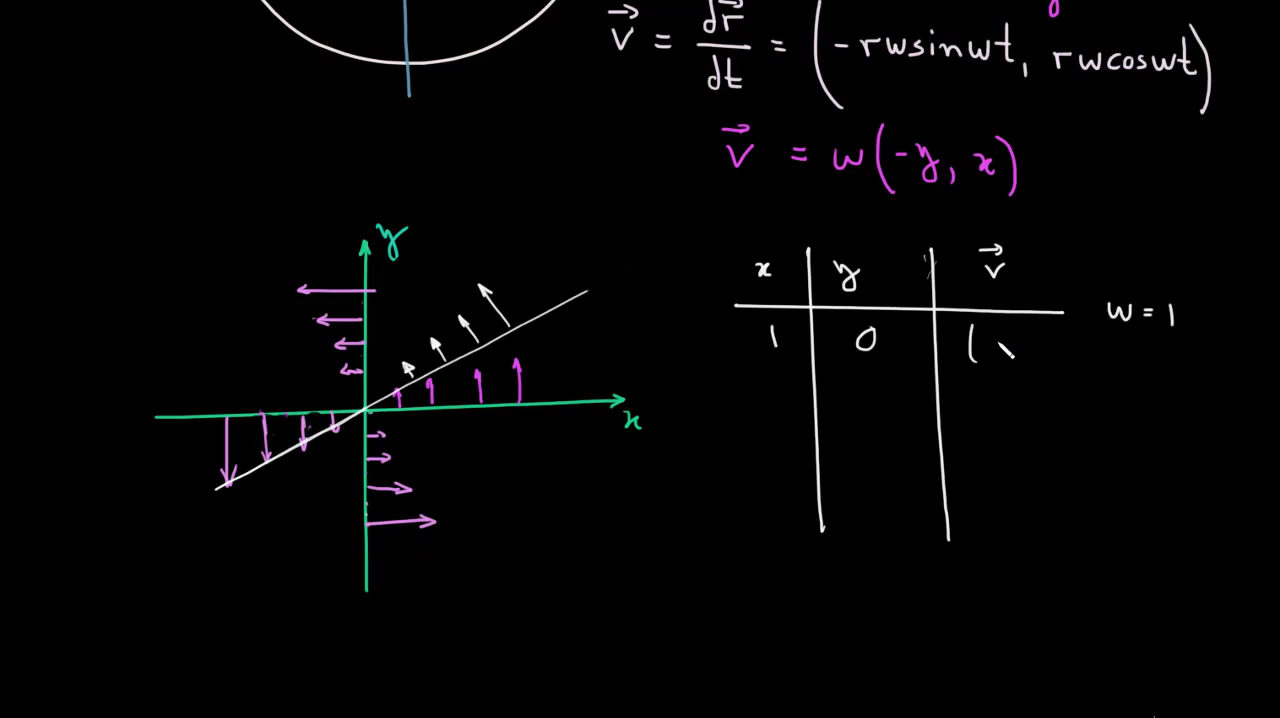 v⃗ = dr⃗/dt = (-rwsinwt, rwcoswt)
v⃗ = w(-y, x)
y
x y v⃗
w = 1
1 0 (
x